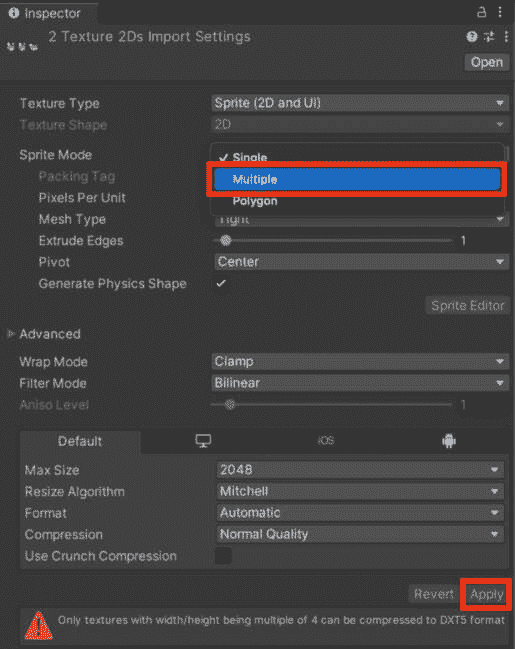 Inspector
2 Texture 2Ds Import Settings
Open
Texture Type Sprite (2D and UI)
Texture Shape 2D
Sprite Mode Single
Packing Tag Multiple
Pixels Per Unit Polygon
Mesh Type Tight
Extrude Edges 1
Pivot Center
Generate Physics Shape
Sprite Editor
Advanced
Wrap Mode Clamp
Filter Mode Bilinear
Aniso Level 1
Default iOS
Max Size 2048
Resize Algorithm Mitchell
Format Automatic
Compression Normal Quality
Use Crunch Compression
Revert Apply
Only textures with width/height being multiple of 4 can be compressed to DXT5 format